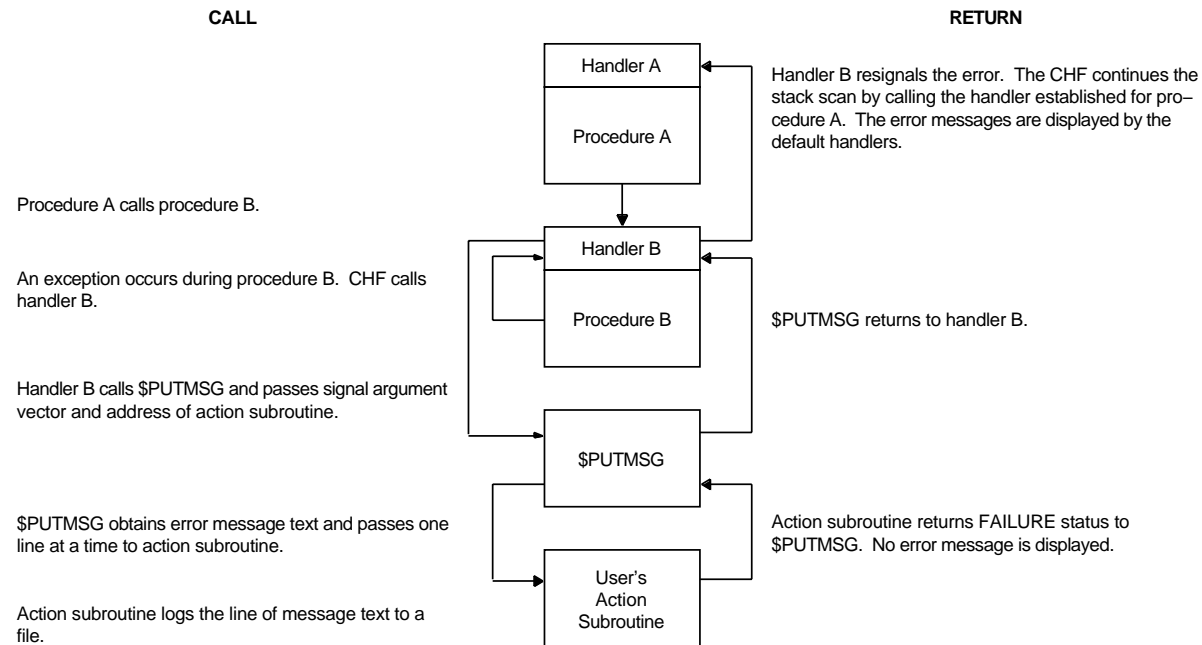 CALL
RETURN
Handler A
Procedure A
Handler B resignals the error. The CHF continues the
stack scan by calling the handler established for pro–
cedure A. The error messages are displayed by the
default handlers.
Procedure A calls procedure B.
Handler B
An exception occurs during procedure B. CHF calls
handler B.
Procedure B
$PUTMSG returns to handler B.
Handler B calls $PUTMSG and passes signal argument
vector and address of action subroutine.
$PUTMSG
$PUTMSG obtains error message text and passes one
line at a time to action subroutine.
Action subroutine returns FAILURE status to
$PUTMSG. No error message is displayed.
User's
Action
Subroutine
Action subroutine logs the line of message text to a
file.